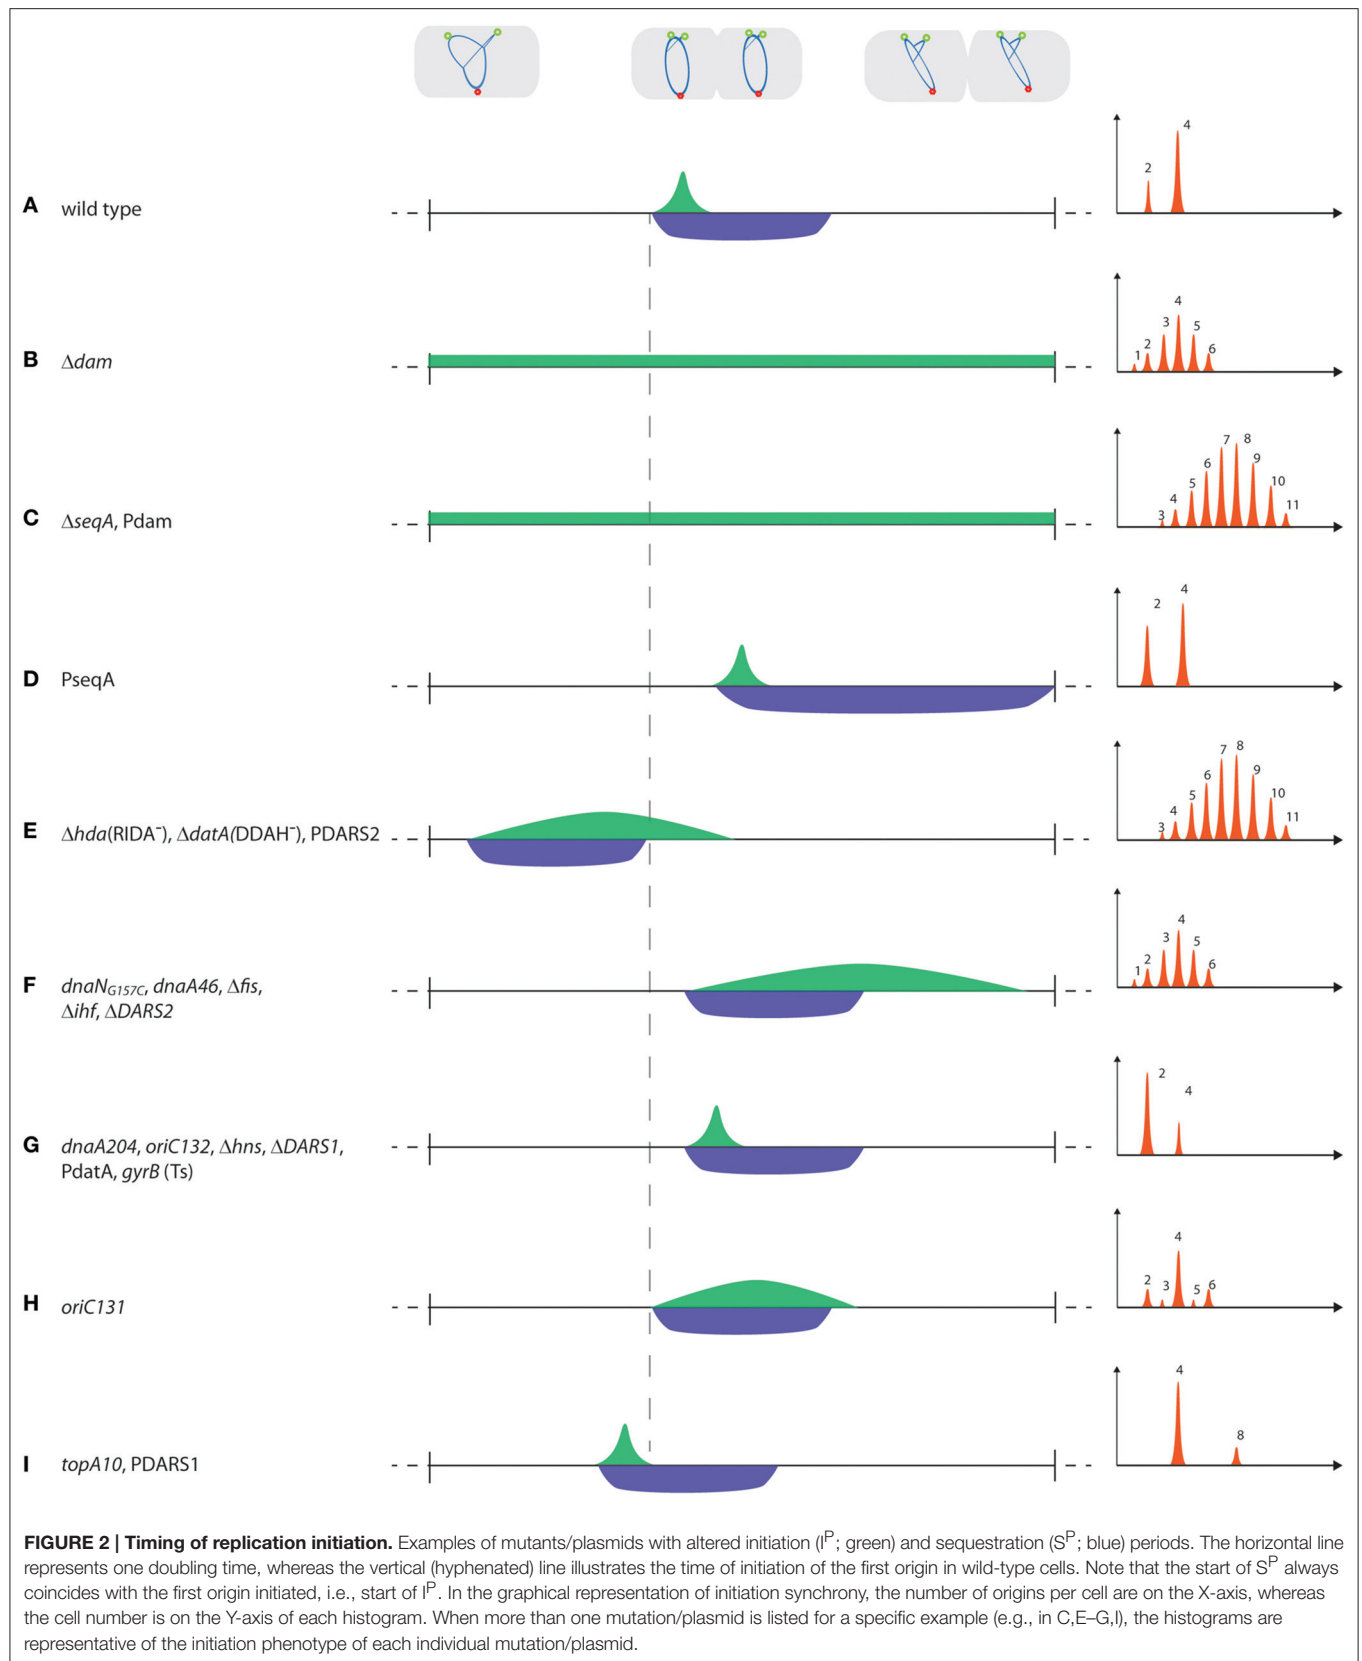 A wild type
2
4
B Δdam
1
2
3
4
5
6
C ΔseqA, Pdam
3
4
5
6
7
8
9
10
11
D PseqA
2
4
E Δhda(RIDA⁻), ΔdatA(DDAH⁻), PDARS2
3
4
5
6
7
8
9
10
11
F dnaN_G157C, dnaA46, Δfis,
Δihf, ΔDARS2
1
2
3
4
5
6
G dnaA204, oriC132, Δhns, ΔDARS1,
PdatA, gyrB (Ts)
2
4
H oriC131
2
3
4
5
6
I topA10, PDARS1
4
8
FIGURE 2 | Timing of replication initiation. Examples of mutants/plasmids with altered initiation (Iᴾ; green) and sequestration (Sᴾ; blue) periods. The horizontal line
represents one doubling time, whereas the vertical (hyphenated) line illustrates the time of initiation of the first origin in wild-type cells. Note that the start of Sᴾ always
coincides with the first origin initiated, i.e., start of Iᴾ. In the graphical representation of initiation synchrony, the number of origins per cell are on the X-axis, whereas
the cell number is on the Y-axis of each histogram. When more than one mutation/plasmid is listed for a specific example (e.g., in C,E–G,I), the histograms are
representative of the initiation phenotype of each individual mutation/plasmid.